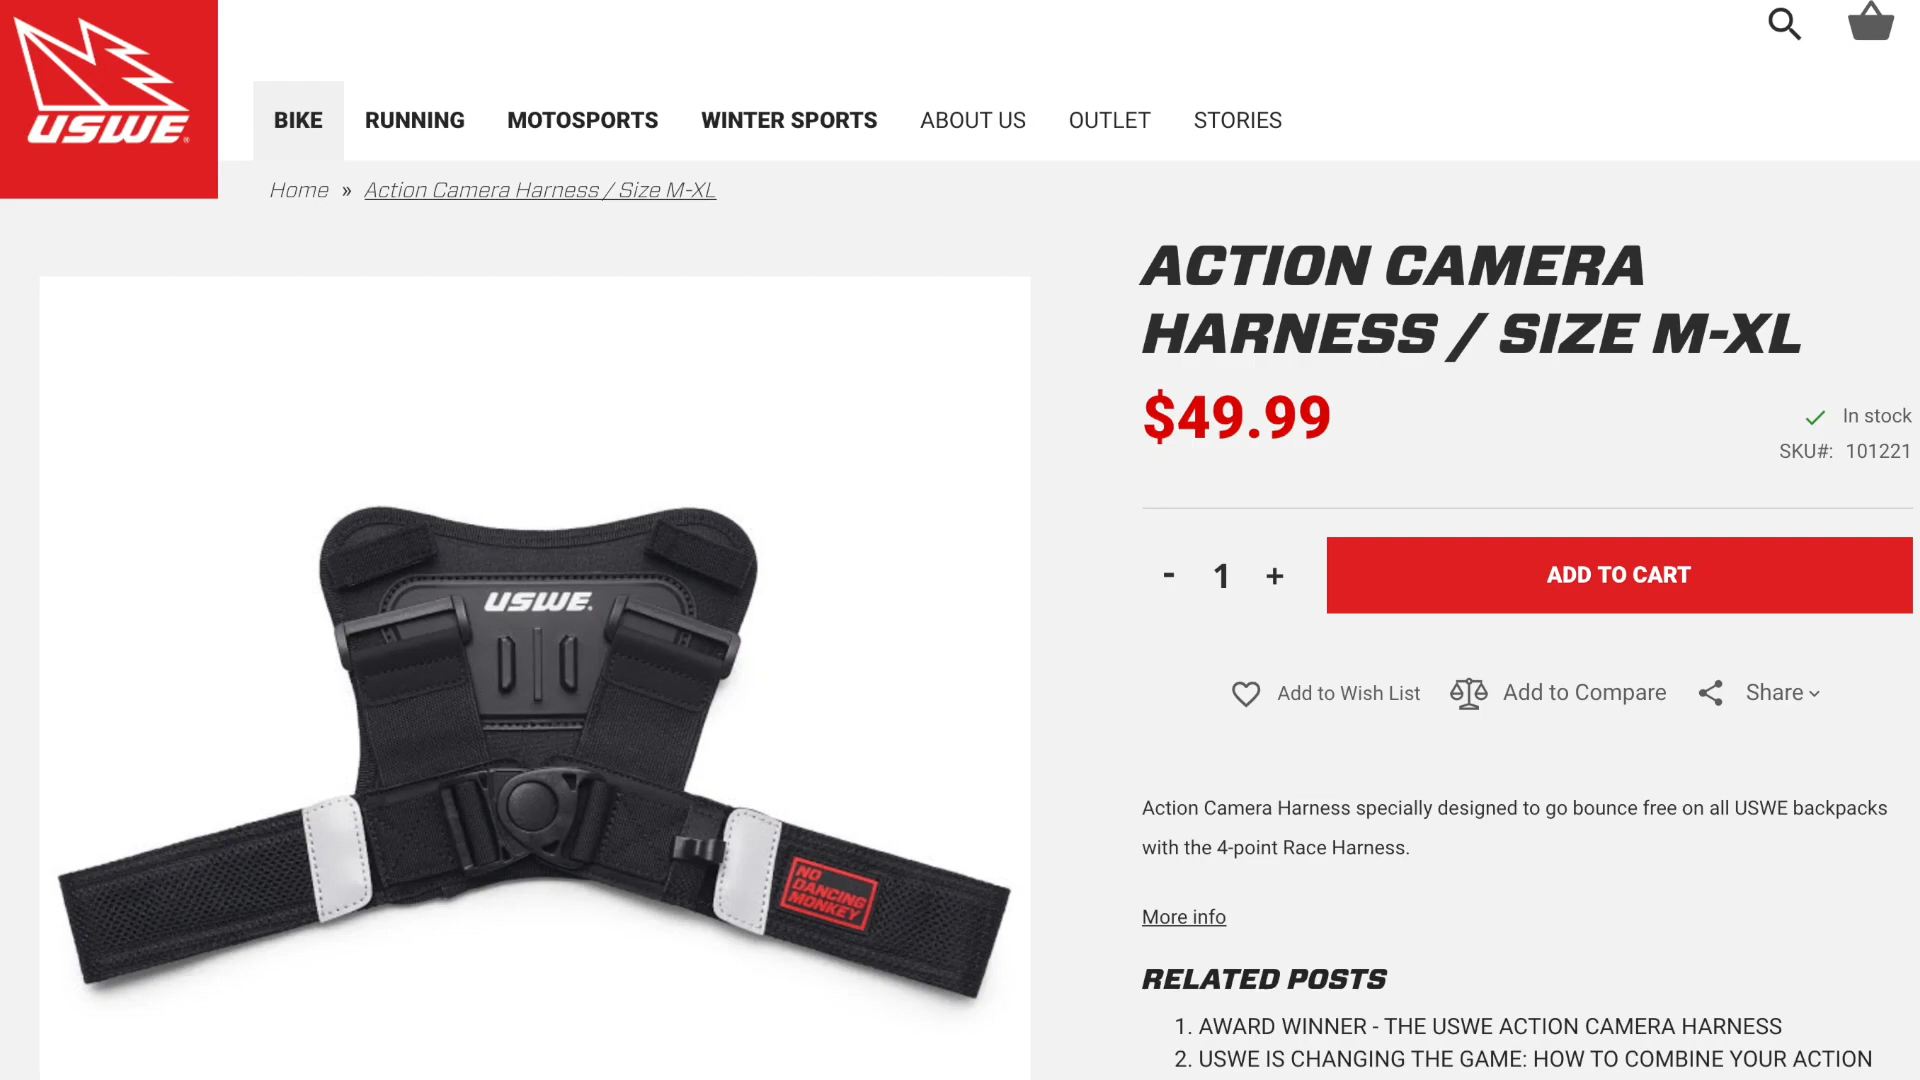 USWE
BIKE
RUNNING
MOTOSPORTS
WINTER SPORTS
ABOUT US
OUTLET
STORIES
Home » Action Camera Harness / Size M-XL
USWE
NO
DANCING
MONKEY
ACTION CAMERA
HARNESS / SIZE M-XL
$49.99
In stock
SKU#: 101221
- 1 +
ADD TO CART
Add to Wish List
Add to Compare
Share
Action Camera Harness specially designed to go bounce free on all USWE backpacks
with the 4-point Race Harness.
More info
RELATED POSTS
1. AWARD WINNER - THE USWE ACTION CAMERA HARNESS
2. USWE IS CHANGING THE GAME: HOW TO COMBINE YOUR ACTION